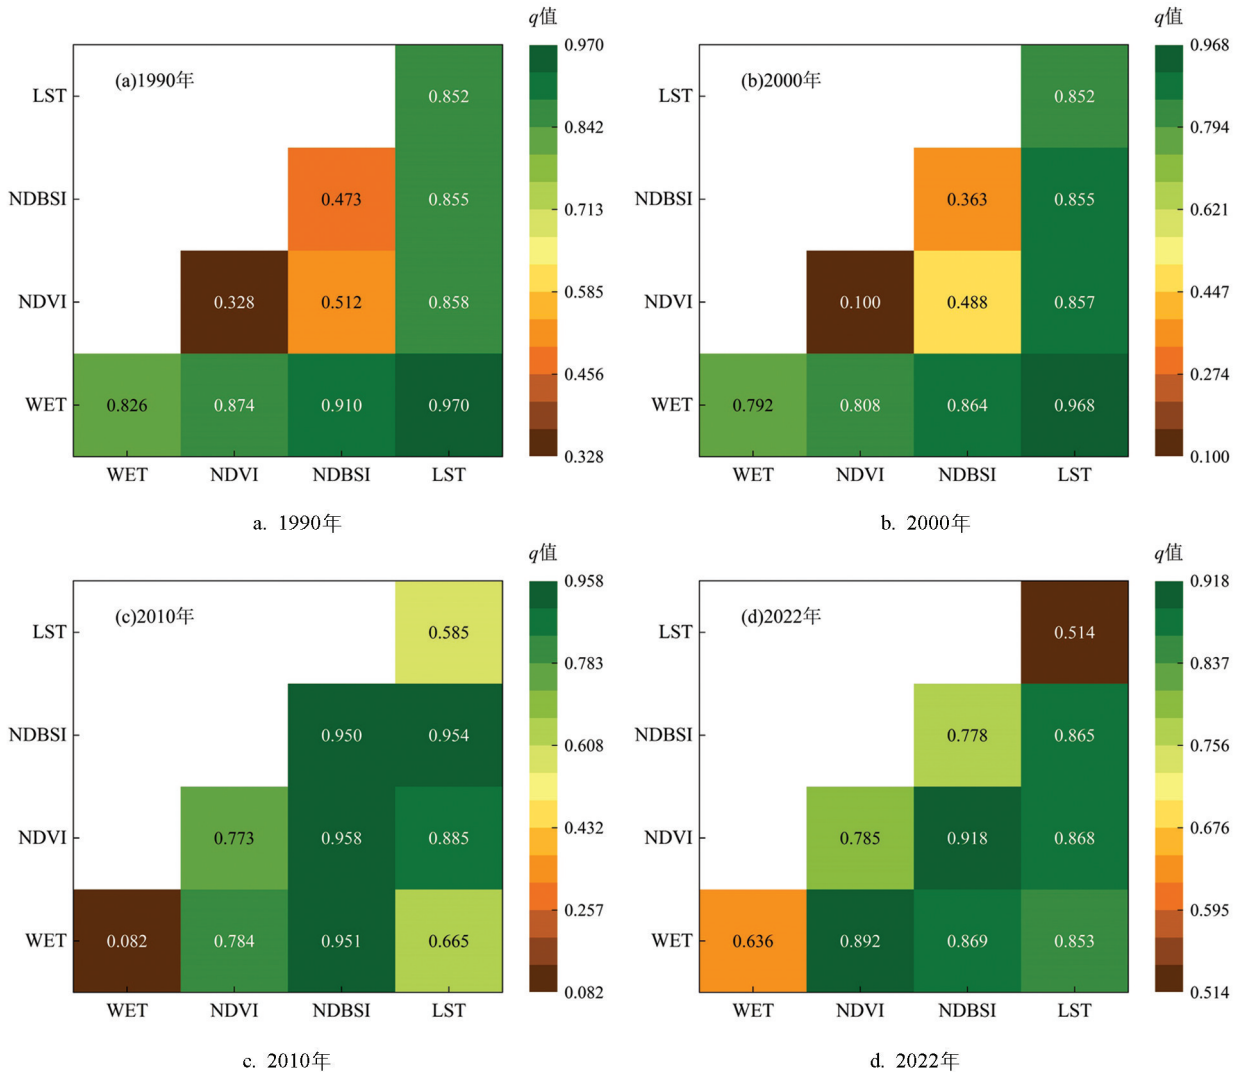 q值
(a)1990年
LST
0.852
NDBSI
0.473
0.855
NDVI
0.328
0.512
0.858
WET
0.826
0.874
0.910
0.970
WET
NDVI
NDBSI
LST
0.970
0.842
0.713
0.585
0.456
0.328
a. 1990年
q值
(b)2000年
LST
0.852
NDBSI
0.363
0.855
NDVI
0.100
0.488
0.857
WET
0.792
0.808
0.864
0.968
WET
NDVI
NDBSI
LST
0.968
0.794
0.621
0.447
0.274
0.100
b. 2000年
q值
(c)2010年
LST
0.585
NDBSI
0.950
0.954
NDVI
0.773
0.958
0.885
WET
0.082
0.784
0.951
0.665
WET
NDVI
NDBSI
LST
0.958
0.783
0.608
0.432
0.257
0.082
c. 2010年
q值
(d)2022年
LST
0.514
NDBSI
0.778
0.865
NDVI
0.785
0.918
0.868
WET
0.636
0.892
0.869
0.853
WET
NDVI
NDBSI
LST
0.918
0.837
0.756
0.676
0.595
0.514
d. 2022年